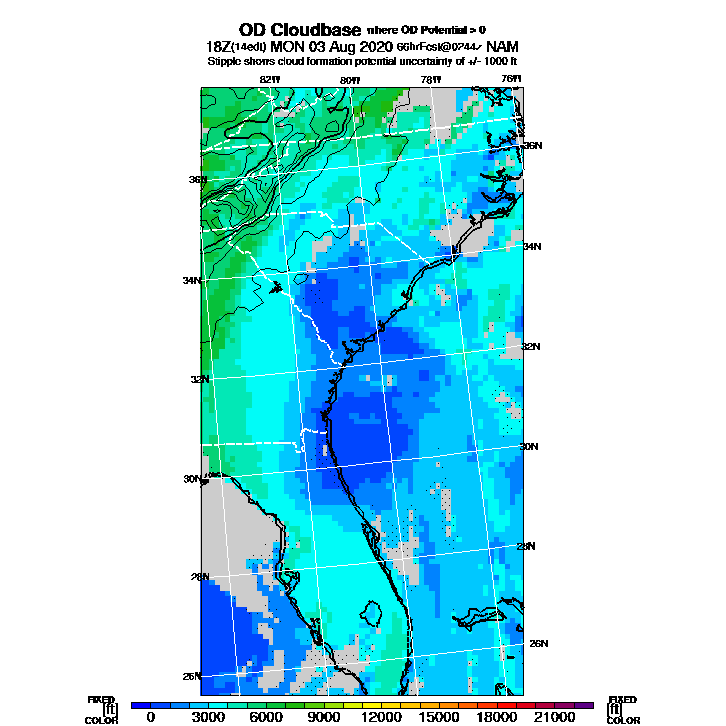 OD Cloudbase where OD Potential > 0
18Z(14edt) MON 03 Aug 2020 66hrFcst@0244z NAM
Stipple shows cloud formation potential uncertainty of +/- 1000 ft
82W 80W 78W 76W
36N 36N
34N 34N
32N 32N
30N 30N
28N 28N
26N 26N
FIXED [ft] COLOR
0 3000 6000 9000 12000 15000 18000 21000
FIXED [ft] COLOR